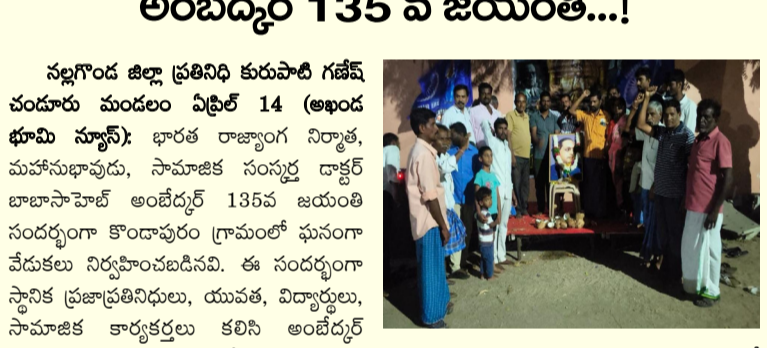 అంబేద్కర్ 135 వ జయంతి...!
నల్లగొండ జిల్లా ప్రతినిధి కురుపాటి గణేష్
చండూరు మండలం ఏప్రిల్ 14 (అఖండ
భూమి న్యూస్): భారత రాజ్యాంగ నిర్మాత,
మహానుభావుడు, సామాజిక సంస్కర్త డాక్టర్
బాబాసాహెబ్ అంబేద్కర్ 135వ జయంతి
సందర్భంగా కొండాపురం గ్రామంలో ఘనంగా
వేడుకలు నిర్వహించబడినవి. ఈ సందర్భంగా
స్థానిక ప్రజాప్రతినిధులు, యువత, విద్యార్థులు,
సామాజిక కార్యకర్తలు కలిసి అంబేద్కర్